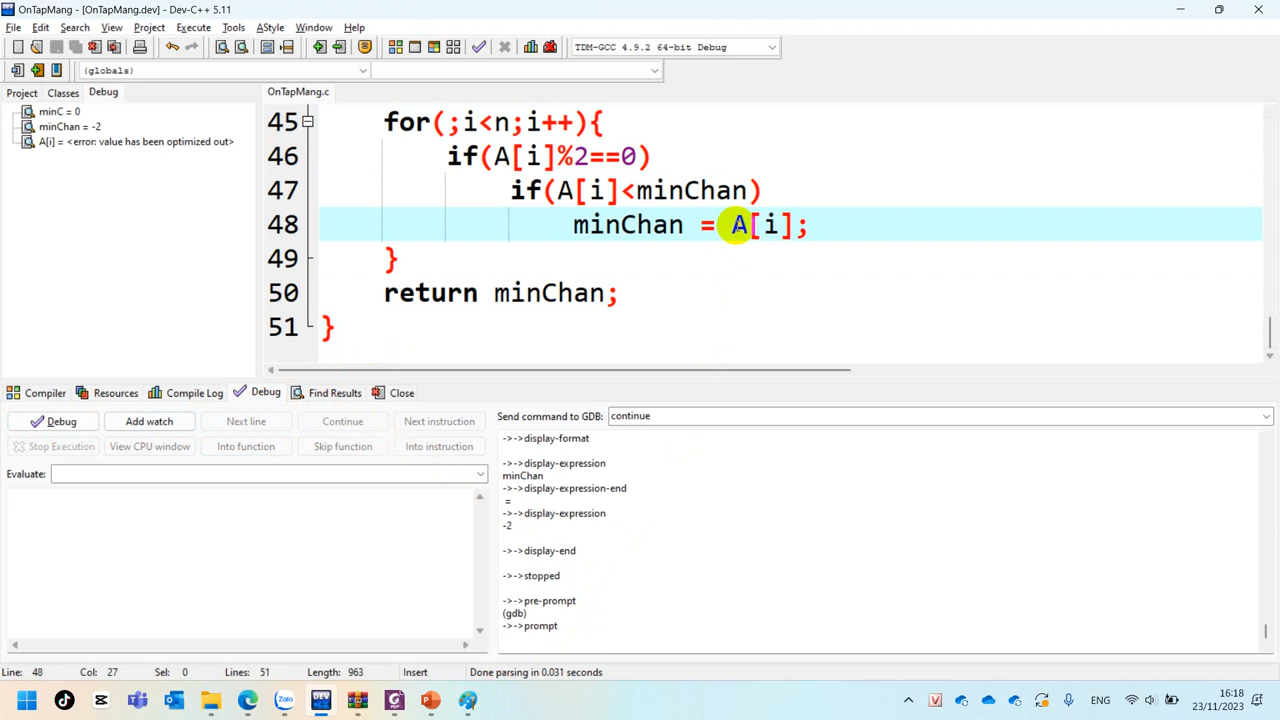 OnTapMang - [OnTapMang.dev] - Dev-C++ 5.11
File Edit Search View Project Execute Tools AStyle Window Help
TDM-GCC 4.9.2 64-bit Debug
(globals)
Project Classes Debug
OnTapMang.c
minC = 0
minChan = -2
A[i] = <error: value has been optimized out>
45 for(;i<n;i++){
46 if(A[i]%2==0)
47 if(A[i]<minChan)
48 minChan = A[i];
49 }
50 return minChan;
51 }
Compiler Resources Compile Log Debug Find Results Close
Debug Add watch Next line Continue Next instruction
Stop Execution View CPU window Into function Skip function Into instruction
Evaluate:
Send command to GDB: continue
->->display-format
->->display-expression
minChan
->->display-expression-end
=
->->display-expression
-2
->->display-end
->->stopped
->->pre-prompt
(gdb)
->->prompt
Line: 48 Col: 27 Sel: 0 Lines: 51 Length: 963 Insert Done parsing in 0.031 seconds
DEV
Zalo
V
ENG
16:18
23/11/2023